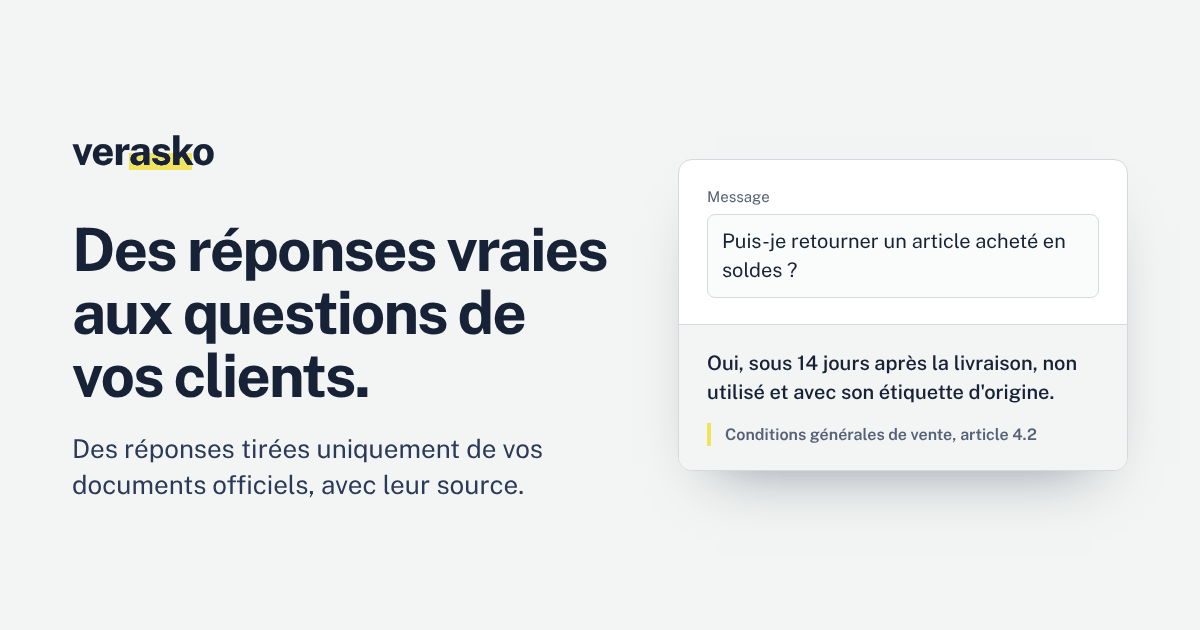 verasko
Des réponses vraies
aux questions de
vos clients.
Des réponses tirées uniquement de vos
documents officiels, avec leur source.
Message
Puis-je retourner un article acheté en
soldes ?
Oui, sous 14 jours après la livraison, non
utilisé et avec son étiquette d'origine.
Conditions générales de vente, article 4.2